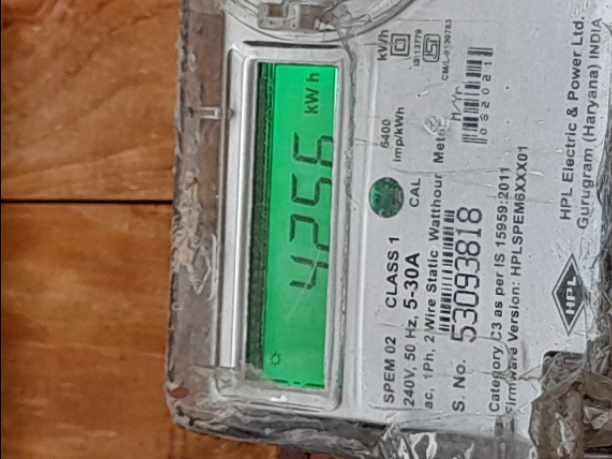 4256 kWh
SPEM 02 CLASS 1 CAL 6400 imp/kWh kV/h
240V, 50 Hz, 5-30A
ac, 1Ph, 2 Wire Static Watthour
S. No. 53093818
Category C3 as per IS 15959:2011
Firmware Version: HPLSPEM6XXX01
HPL
HPL Electric & Power Ltd.
Gurugram (Haryana) INDIA